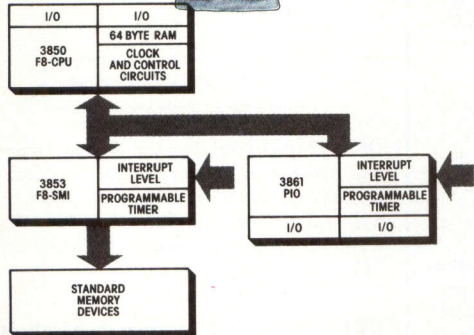 I/O
I/O
3850
F8-CPU
64 BYTE RAM
CLOCK
AND CONTROL
CIRCUITS
3853
F8-SMI
INTERRUPT
LEVEL
PROGRAMMABLE
TIMER
3861
PIO
INTERRUPT
LEVEL
PROGRAMMABLE
TIMER
I/O
I/O
STANDARD
MEMORY
DEVICES